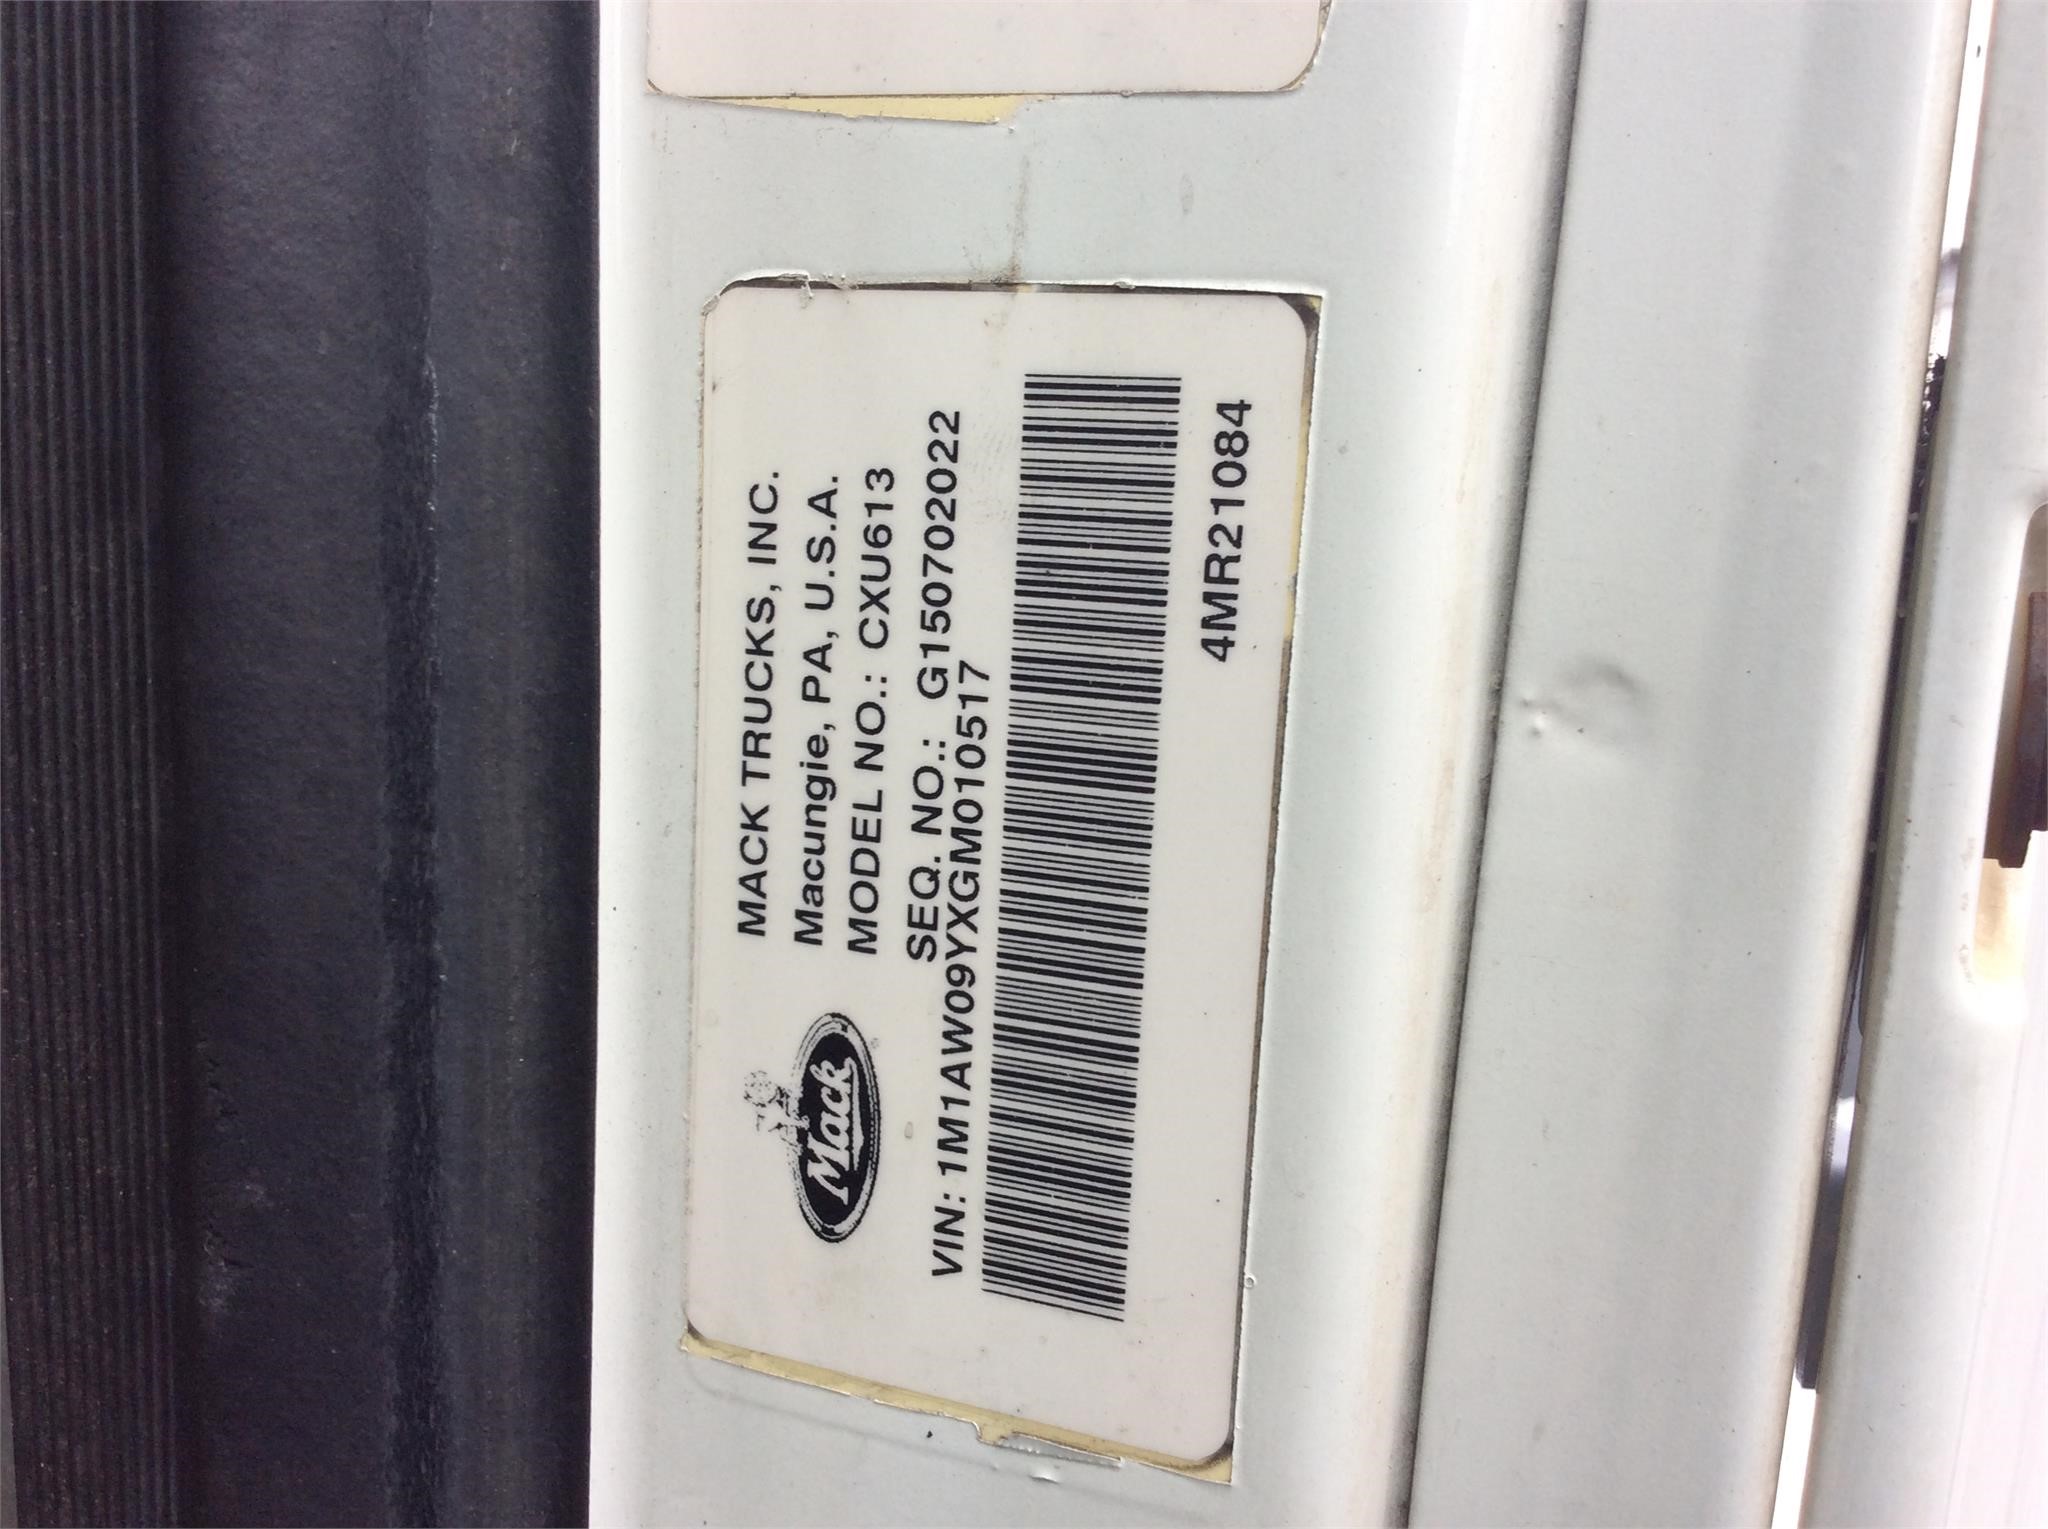 Mack
MACK TRUCKS, INC.
Macungie, PA, U.S.A.
MODEL NO.: CXU613
SEQ. NO.: G150702022
VIN: 1M1AW09YXGM010517
4MR21084